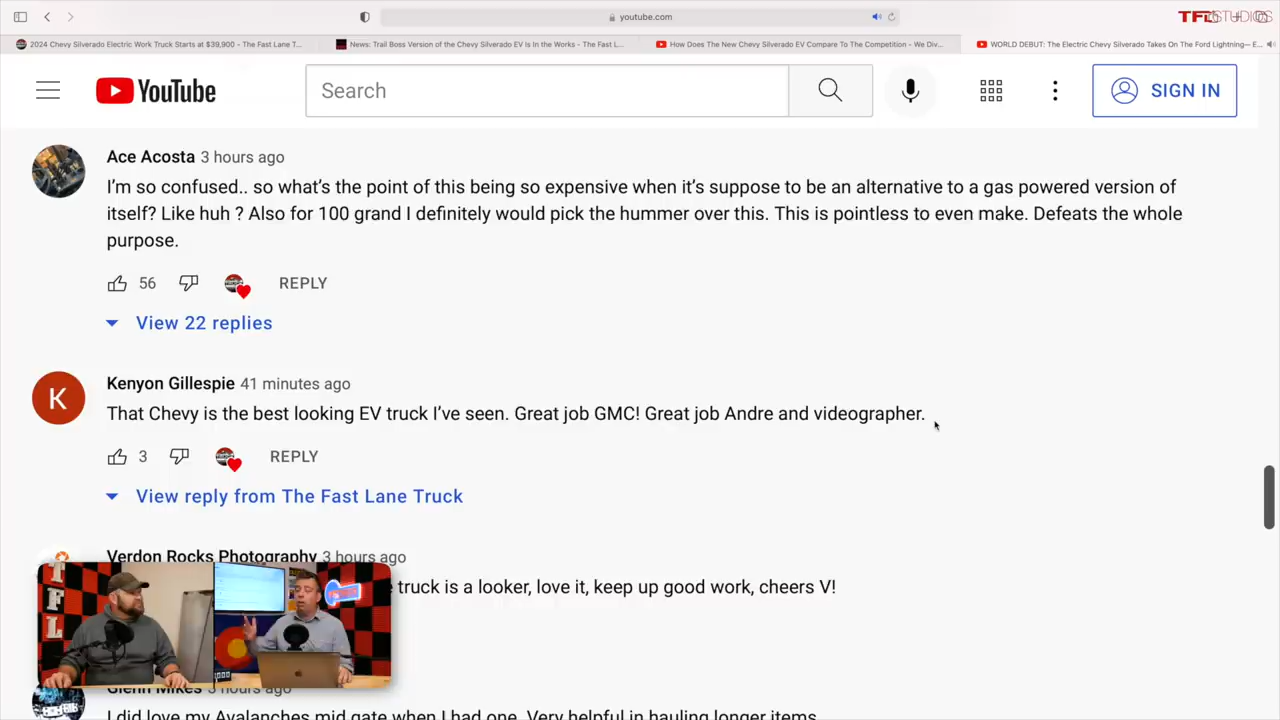 youtube.com
TFLSTUDIOS
2024 Chevy Silverado Electric Work Truck Starts at $39,900 - The Fast Lane T...
News: Trail Boss Version of the Chevy Silverado EV Is In the Works - The Fast L...
How Does The New Chevy Silverado EV Compare To The Competition - We Div...
WORLD DEBUT: The Electric Chevy Silverado Takes On The Ford Lightning— E...
YouTube
Search
SIGN IN
Ace Acosta 3 hours ago
I’m so confused.. so what’s the point of this being so expensive when it’s suppose to be an alternative to a gas powered version of
itself? Like huh ? Also for 100 grand I definitely would pick the hummer over this. This is pointless to even make. Defeats the whole
purpose.
56 REPLY
View 22 replies
K
Kenyon Gillespie 41 minutes ago
That Chevy is the best looking EV truck I’ve seen. Great job GMC! Great job Andre and videographer.
3 REPLY
View reply from The Fast Lane Truck
Verdon Rocks Photography 3 hours ago
truck is a looker, love it, keep up good work, cheers V!
T
F
L
Glenn Mikes 3 hours ago
I did love my Avalanches mid gate when I had one. Very helpful in hauling longer items